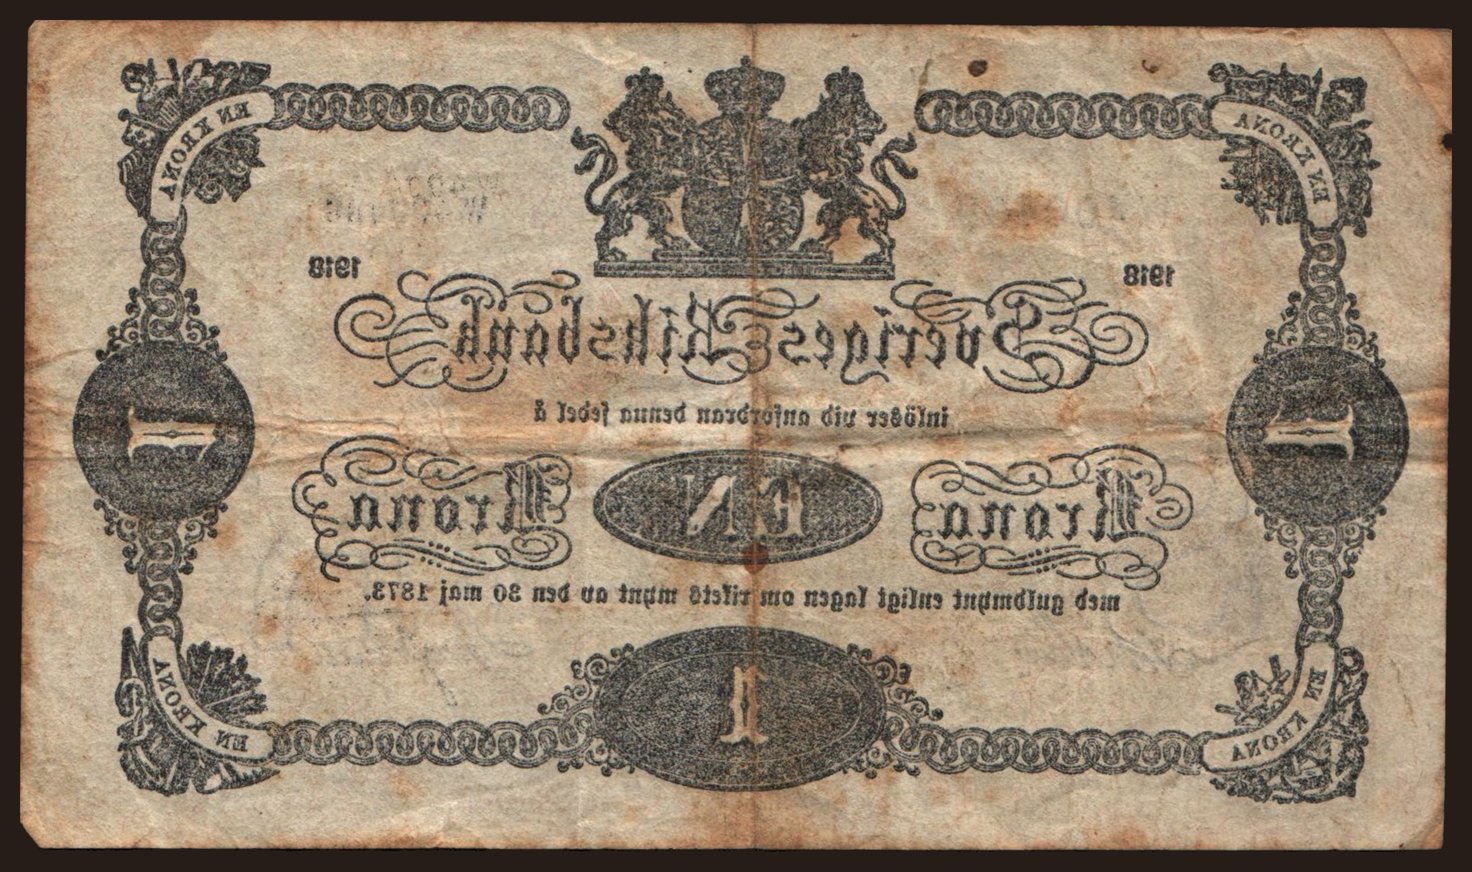 EN KRONA
EN KRONA
1918
1918
Sveriges Riksbank
inlöser vid anfordran denna sedel å
Krona
EN
Krona
1
1
med guldmynt enligt lagen om rikets mynt av den 30 maj 1873.
EN KRONA
1
EN KRONA